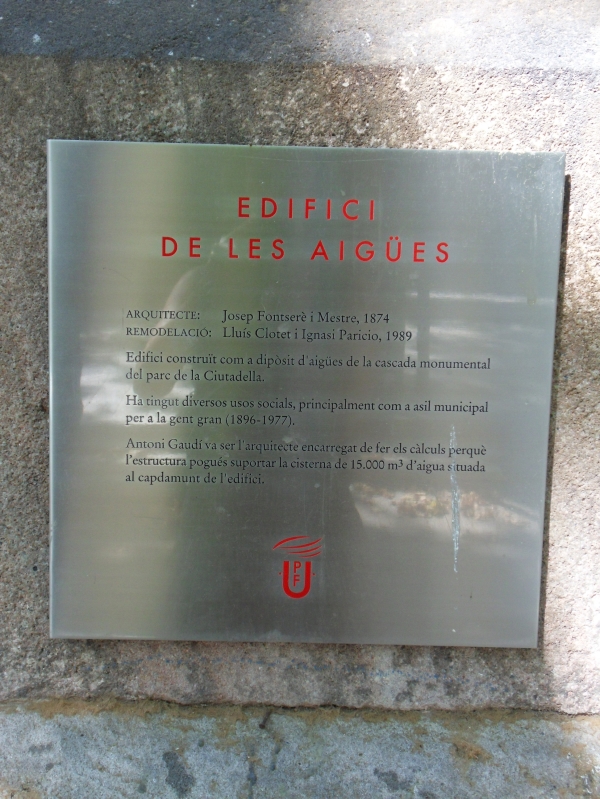 EDIFICI
DE LES AIGÜES
ARQUITECTE: Josep Fontserè i Mestre, 1874
REMODELACIÓ: Lluís Clotet i Ignasi Paricio, 1989
Edifici construït com a dipòsit d'aigües de la cascada monumental
del parc de la Ciutadella.
Ha tingut diversos usos socials, principalment com a asil municipal
per a la gent gran (1896-1977).
Antoni Gaudí va ser l'arquitecte encarregat de fer els càlculs perquè
l'estructura pogués suportar la cisterna de 15.000 m³ d'aigua situada
al capdamunt de l'edifici.
UPF